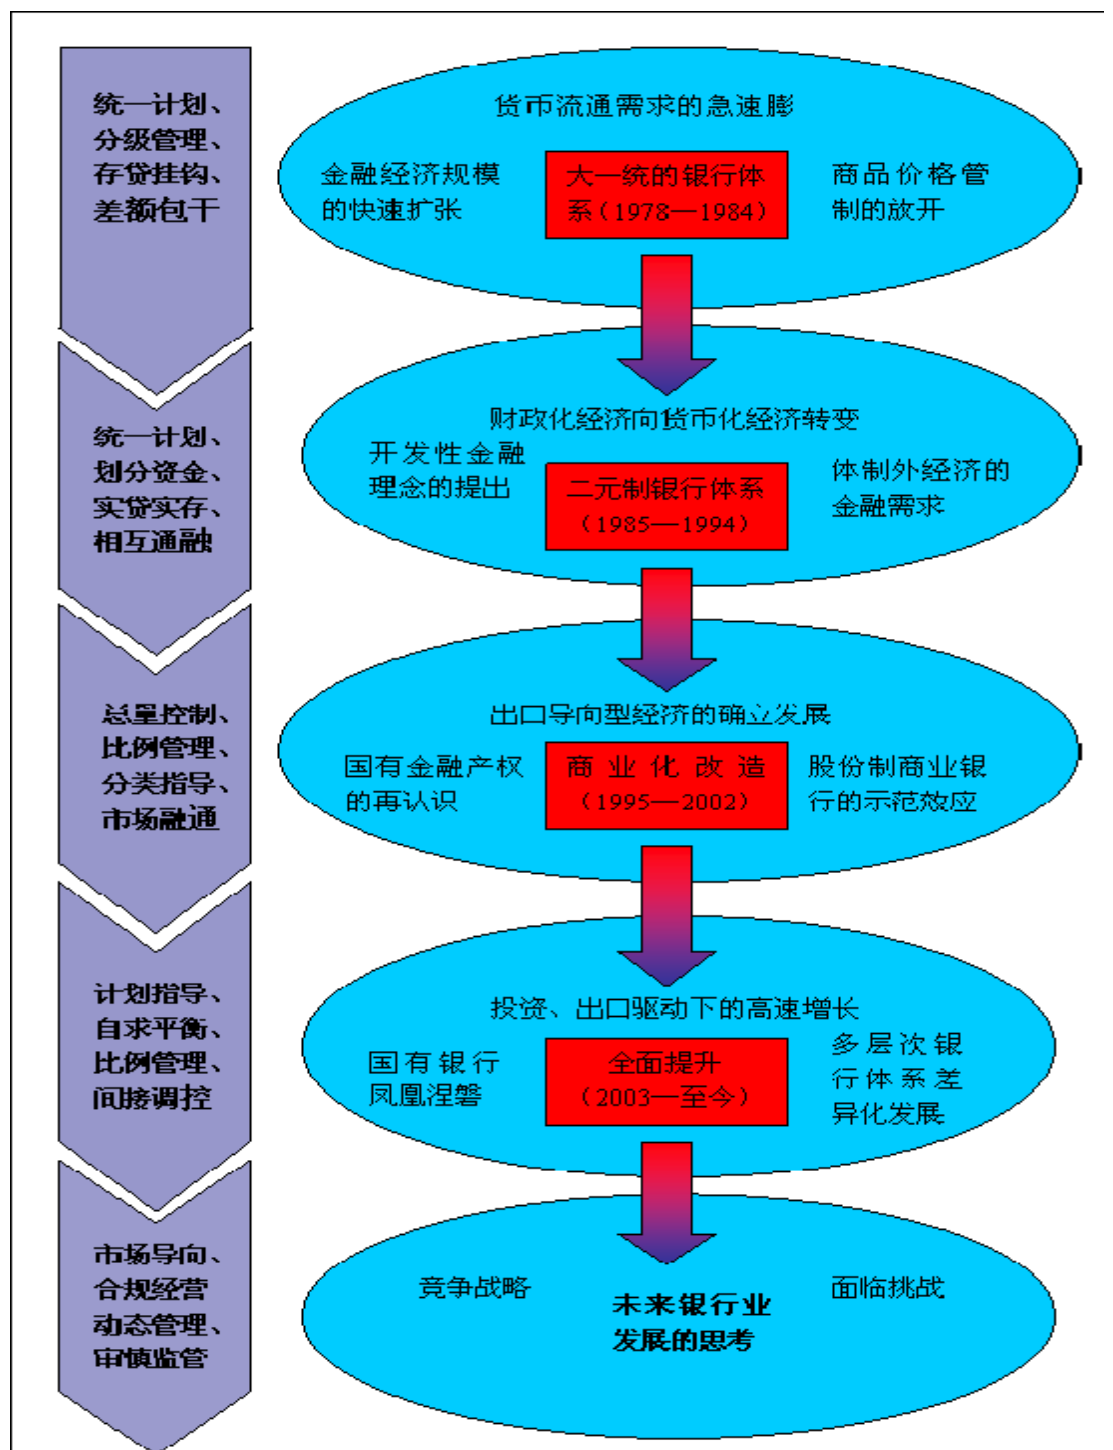 统一计划、
分级管理、
存贷挂钩、
差额包干
货币流通需求的急速膨
金融经济规模
的快速扩张
大一统的银行体
系（1978—1984）
商品价格管
制的放开
统一计划、
划分资金、
实贷实存、
相互通融
财政化经济向货币化经济转变
开发性金融
理念的提出
二元制银行体系
（1985—1994）
体制外经济的
金融需求
总量控制、
比例管理、
分类指导、
市场融通
出口导向型经济的确立发展
国有金融产权
的再认识
商业化改造
（1995—2002）
股份制商业银
行的示范效应
计划指导、
自求平衡、
比例管理、
间接调控
投资、出口驱动下的高速增长
国有银行
凤凰涅磐
全面提升
（2003—至今）
多层次银
行体系差
异化发展
市场导向、
合规经营
动态管理、
审慎监管
竞争战略
未来银行业
发展的思考
面临挑战